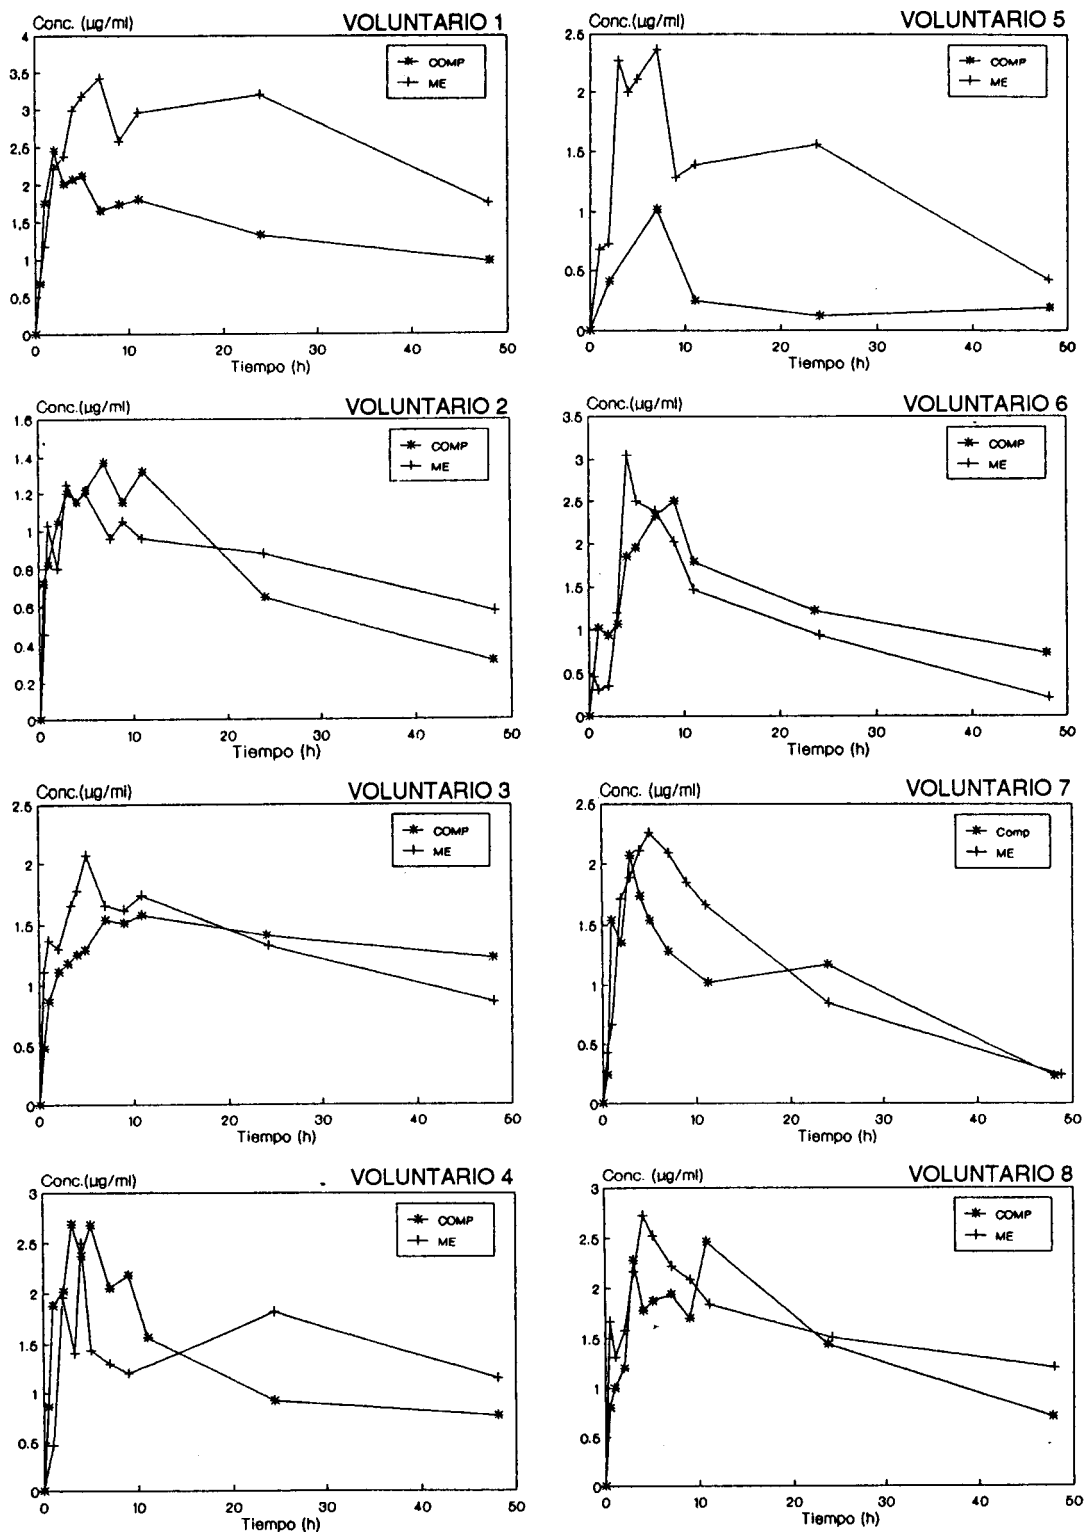 Conc. (µg/ml) VOLUNTARIO 1
4
3.5
3
2.5
2
1.5
1
0.5
0
COMP
ME
0 10 20 30 40 50
Tiempo (h)
Conc.(µg/ml) VOLUNTARIO 2
1.6
1.4
1.2
1
0.8
0.6
0.4
0.2
0
COMP
ME
0 10 20 30 40 50
Tiempo (h)
Conc.(µg/ml) VOLUNTARIO 3
2.5
2
1.5
1
0.5
0
COMP
ME
0 10 20 30 40 50
Tiempo (h)
Conc.(µg/ml) VOLUNTARIO 4
3
2.5
2
1.5
1
0.5
0
COMP
ME
0 10 20 30 40 50
Tiempo (h)
Conc. (µg/ml) VOLUNTARIO 5
2.5
2
1.5
1
0.5
0
COMP
ME
0 10 20 30 40 50
Tiempo (h)
Conc.(µg/ml) VOLUNTARIO 6
3.5
3
2.5
2
1.5
1
0.5
0
COMP
ME
0 10 20 30 40 50
Tiempo (h)
Conc. (µg/ml) VOLUNTARIO 7
2.5
2
1.5
1
0.5
0
Comp
ME
0 10 20 30 40 50
Tiempo (h)
Conc. (µg/ml) VOLUNTARIO 8
3
2.5
2
1.5
1
0.5
0
COMP
ME
0 10 20 30 40 50
Tiempo (h)